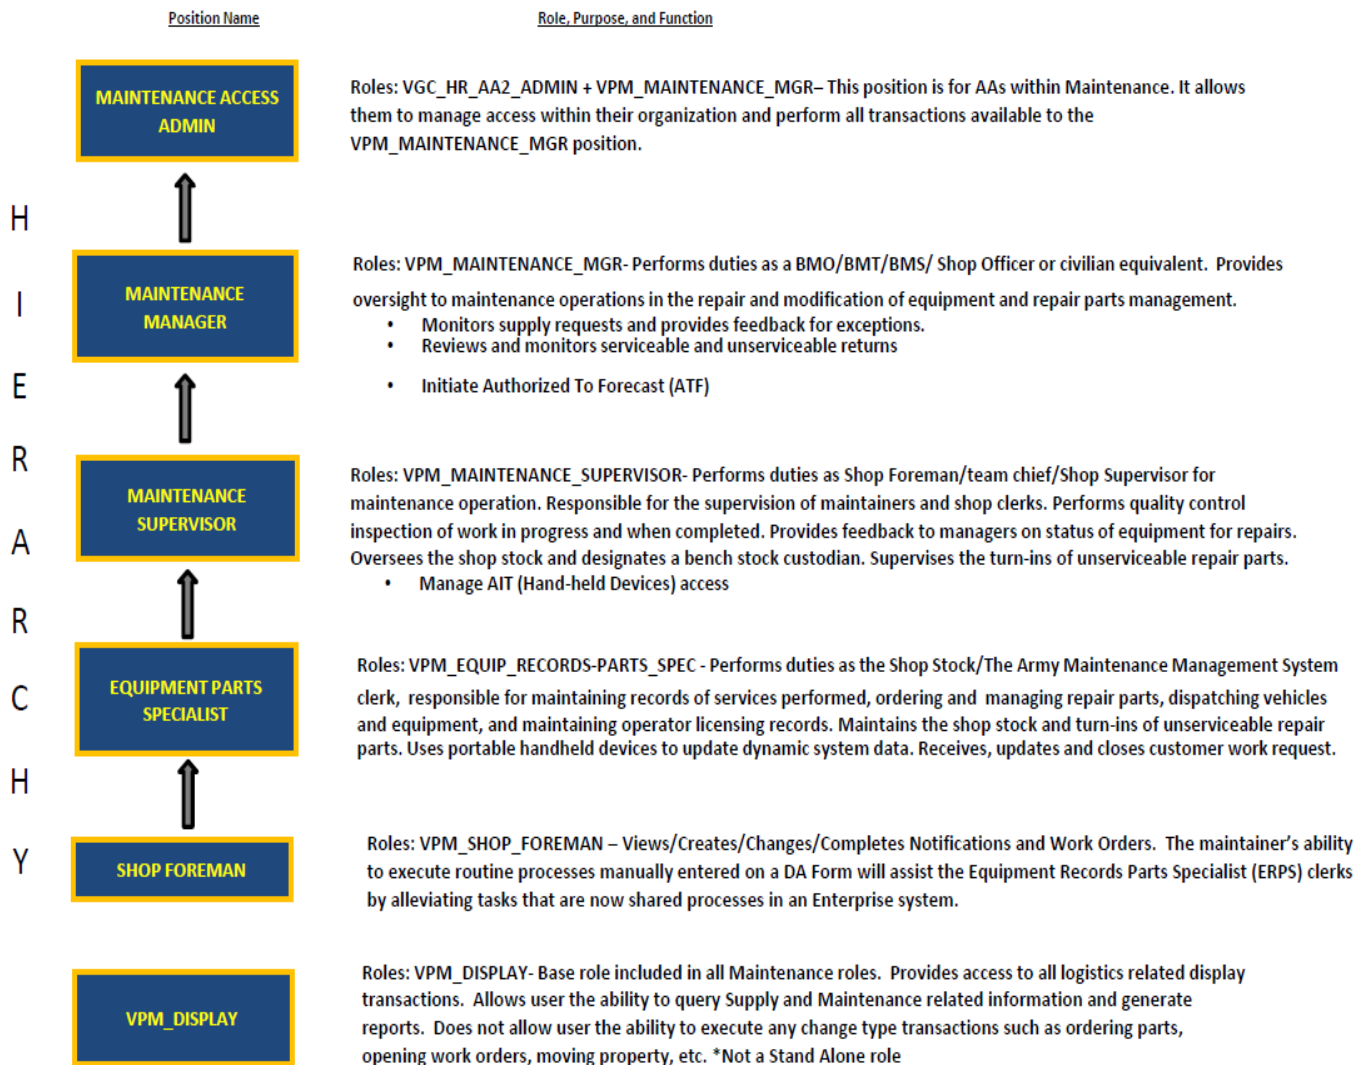 Position Name
Role, Purpose, and Function
MAINTENANCE ACCESS
ADMIN
Roles: VGC_HR_AA2_ADMIN + VPM_MAINTENANCE_MGR– This position is for AAs within Maintenance. It allows
them to manage access within their organization and perform all transactions available to the
VPM_MAINTENANCE_MGR position.
H
I
E
R
A
R
C
H
Y
MAINTENANCE
MANAGER
Roles: VPM_MAINTENANCE_MGR- Performs duties as a BMO/BMT/BMS/ Shop Officer or civilian equivalent. Provides
oversight to maintenance operations in the repair and modification of equipment and repair parts management.
• Monitors supply requests and provides feedback for exceptions.
• Reviews and monitors serviceable and unserviceable returns
• Initiate Authorized To Forecast (ATF)
MAINTENANCE
SUPERVISOR
Roles: VPM_MAINTENANCE_SUPERVISOR- Performs duties as Shop Foreman/team chief/Shop Supervisor for
maintenance operation. Responsible for the supervision of maintainers and shop clerks. Performs quality control
inspection of work in progress and when completed. Provides feedback to managers on status of equipment for repairs.
Oversees the shop stock and designates a bench stock custodian. Supervises the turn-ins of unserviceable repair parts.
• Manage AIT (Hand-held Devices) access
EQUIPMENT PARTS
SPECIALIST
Roles: VPM_EQUIP_RECORDS-PARTS_SPEC - Performs duties as the Shop Stock/The Army Maintenance Management System
clerk, responsible for maintaining records of services performed, ordering and managing repair parts, dispatching vehicles
and equipment, and maintaining operator licensing records. Maintains the shop stock and turn-ins of unserviceable repair
parts. Uses portable handheld devices to update dynamic system data. Receives, updates and closes customer work request.
SHOP FOREMAN
Roles: VPM_SHOP_FOREMAN – Views/Creates/Changes/Completes Notifications and Work Orders. The maintainer’s ability
to execute routine processes manually entered on a DA Form will assist the Equipment Records Parts Specialist (ERPS) clerks
by alleviating tasks that are now shared processes in an Enterprise system.
VPM_DISPLAY
Roles: VPM_DISPLAY- Base role included in all Maintenance roles. Provides access to all logistics related display
transactions. Allows user the ability to query Supply and Maintenance related information and generate
reports. Does not allow user the ability to execute any change type transactions such as ordering parts,
opening work orders, moving property, etc. *Not a Stand Alone role